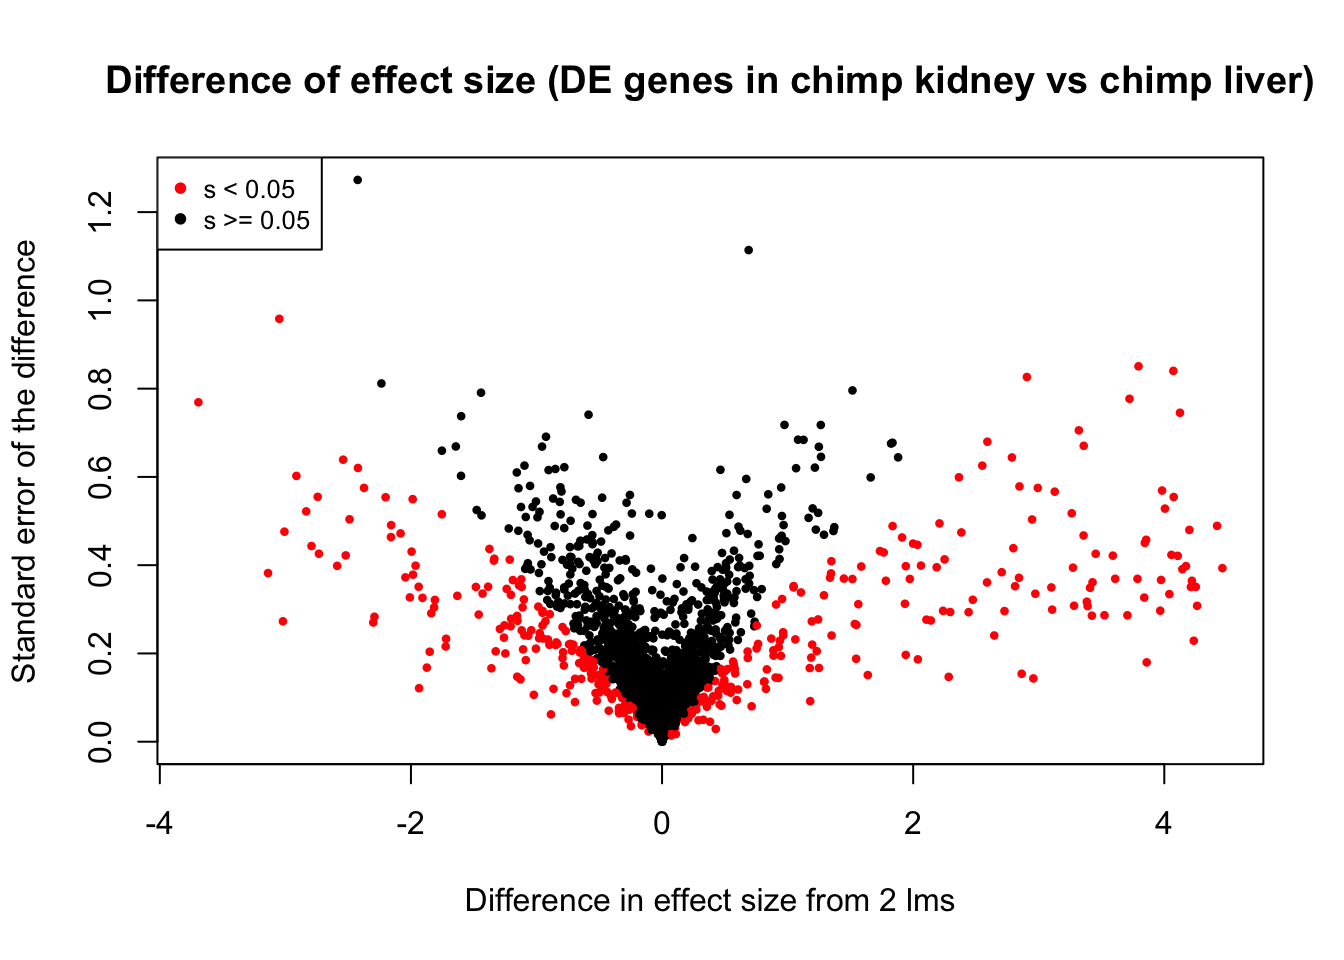 Difference of effect size (DE genes in chimp kidney vs chimp liver)
s < 0.05
s >= 0.05
Standard error of the difference
1.2
1.0
0.8
0.6
0.4
0.2
0.0
-4 -2 0 2 4
Difference in effect size from 2 lms